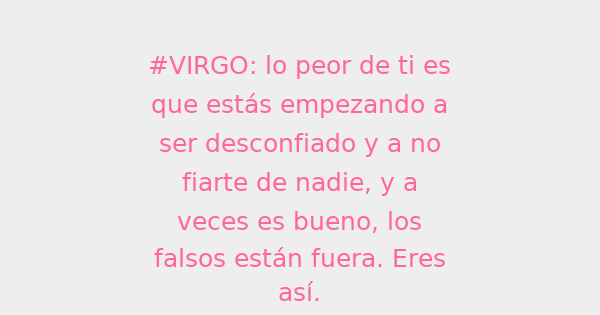 #VIRGO: lo peor de ti es
que estás empezando a
ser desconfiado y a no
fiarte de nadie, y a
veces es bueno, los
falsos están fuera. Eres
así.